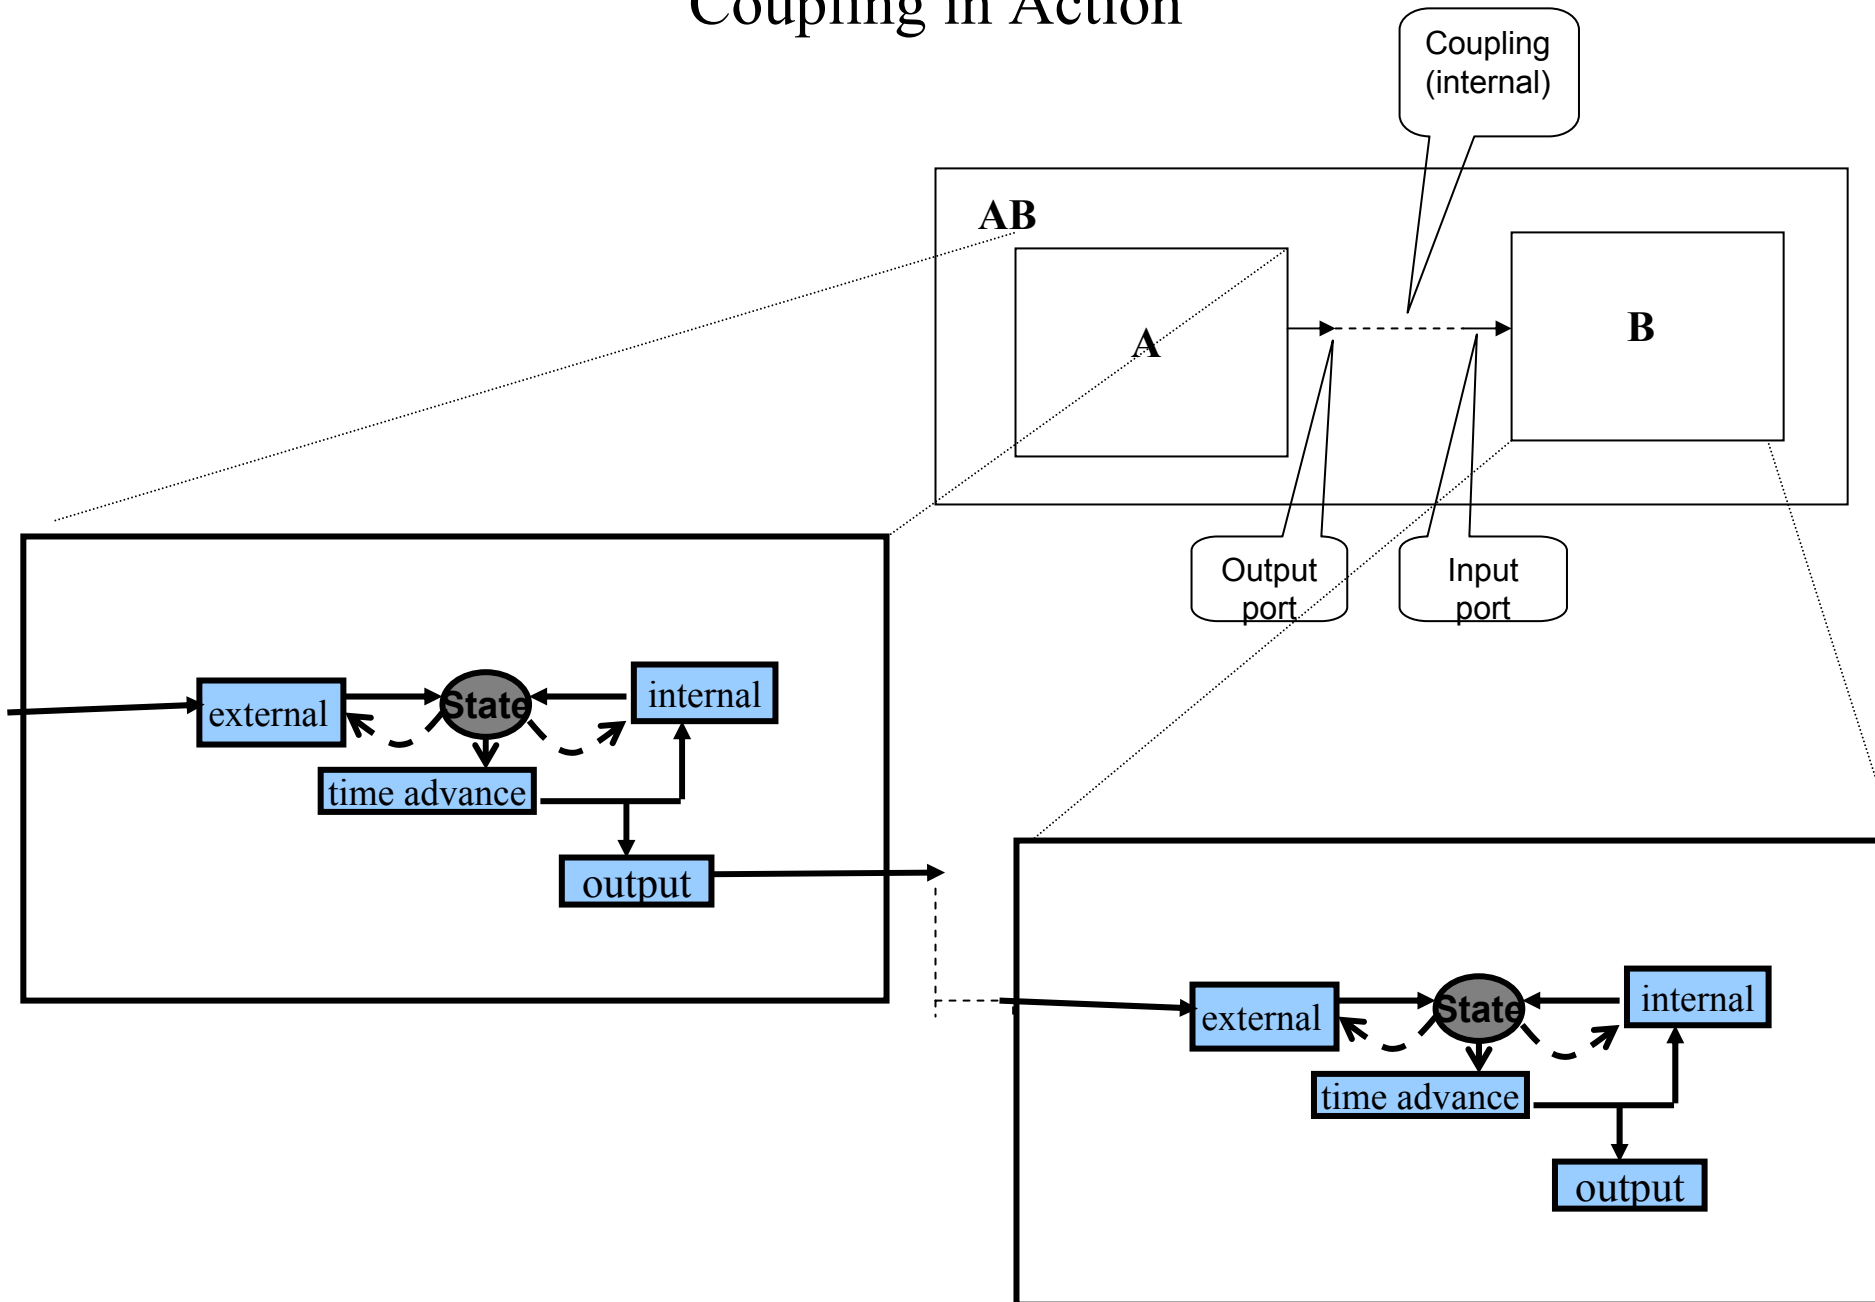 Coupling in Action
Coupling
(internal)
AB
A
B
Output
port
Input
port
external
State
internal
time advance
output
external
State
internal
time advance
output